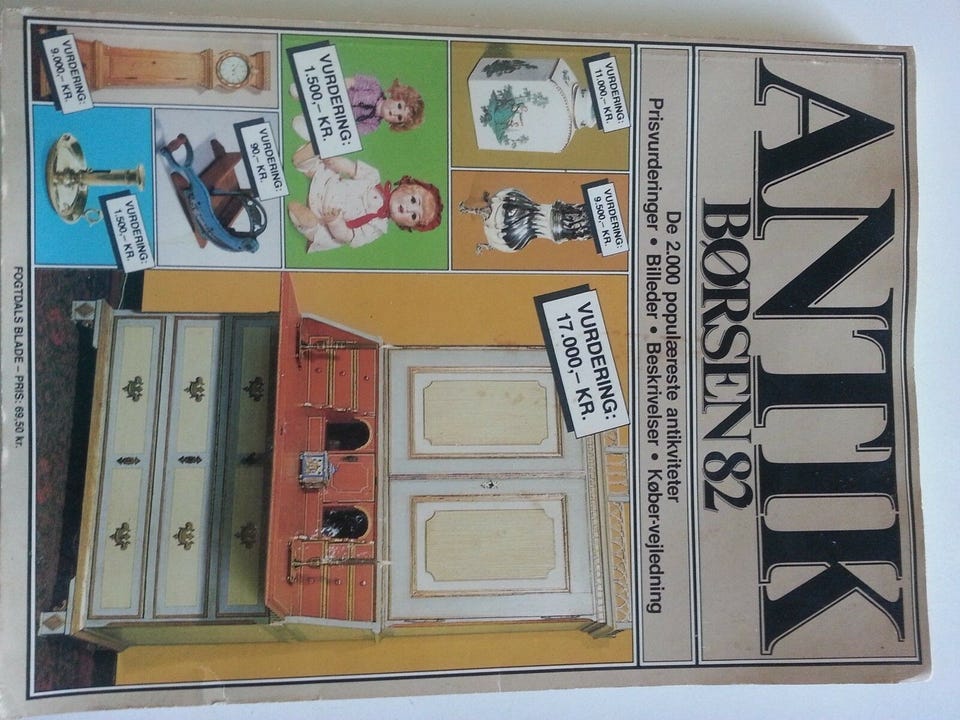 ANTIK
BØRSEN 82
De 2.000 populæreste antikviteter
Prisvurderinger • Billeder • Beskrivelser • Køber-vejledning
VURDERING:
11.000,– KR.
VURDERING:
9.500,– KR.
VURDERING:
1.500,– KR.
VURDERING:
9.000,– KR.
VURDERING:
90,– KR.
VURDERING:
1.500,– KR.
VURDERING:
17.000,– KR.
FOGTDALS BLADE – PRIS: 69,50 kr.